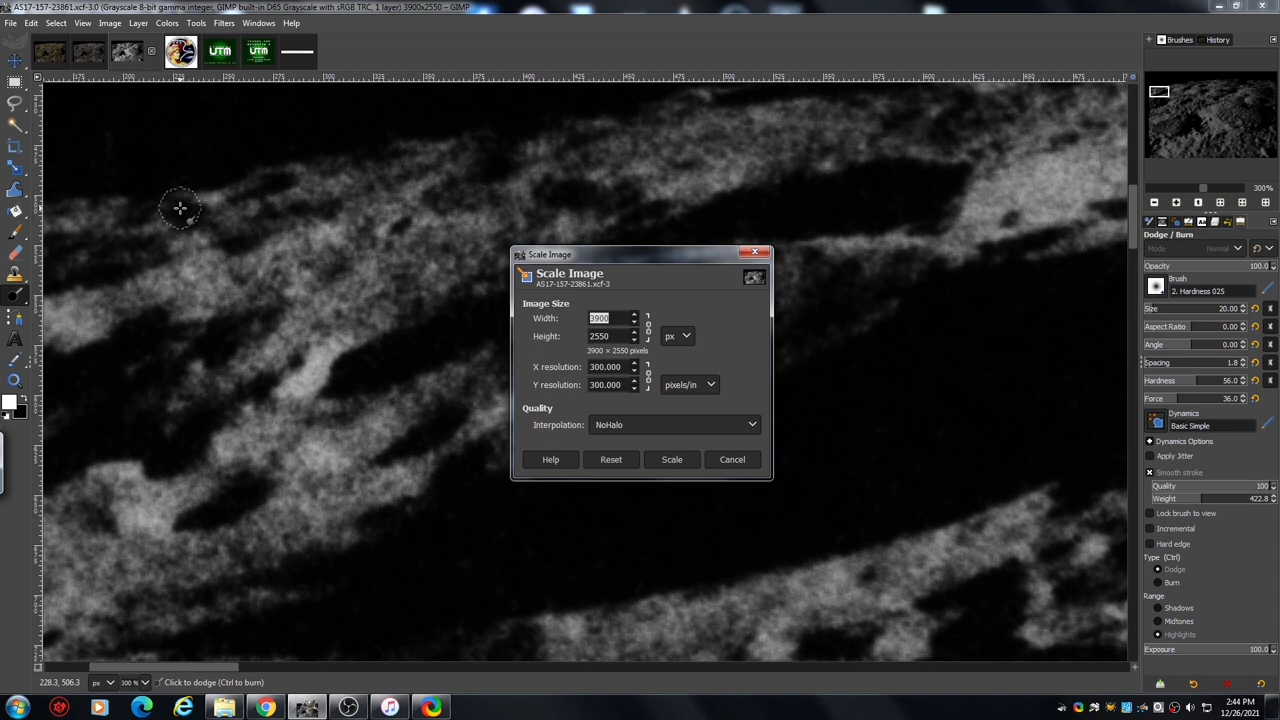 AS17-157-23861.xcf-3.0 (Grayscale 8-bit gamma integer, GIMP built-in D65 Grayscale with sRGB TRC, 1 layer) 3900x2550 – GIMP
File Edit Select View Image Layer Colors Tools Filters Windows Help
UTM
UTM
Brushes History
300%
Dodge / Burn
Mode Normal
Opacity 100.0
Brush
2. Hardness 025
Size 20.00
Aspect Ratio 0.00
Angle 0.00
Spacing 1.8
Hardness 56.0
Force 36.0
Dynamics
Basic Simple
Dynamics Options
Apply Jitter
Smooth stroke
Quality 100
Weight 422.8
Lock brush to view
Incremental
Hard edge
Type (Ctrl)
Dodge
Burn
Range
Shadows
Midtones
Highlights
Exposure 100.0
Scale Image
Scale Image
AS17-157-23861.xcf-3
Image Size
Width: 3900
Height: 2550 px
3900 × 2550 pixels
X resolution: 300.000
Y resolution: 300.000 pixels/in
Quality
Interpolation: NoHalo
Help Reset Scale Cancel
228.3, 506.3 px 300 % Click to dodge (Ctrl to burn)
2:44 PM
12/26/2021